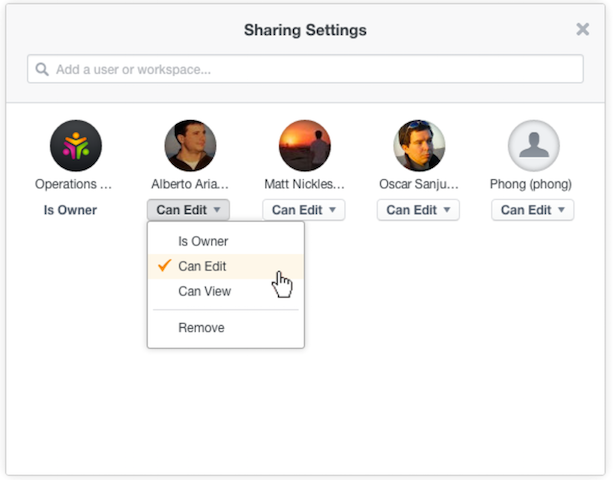 Sharing Settings
Add a user or workspace...
Operations ...
Alberto Aria...
Matt Nickles...
Oscar Sanju...
Phong (phong)
Is Owner
Can Edit
Can Edit
Can Edit
Can Edit
Is Owner
Can Edit
Can View
Remove